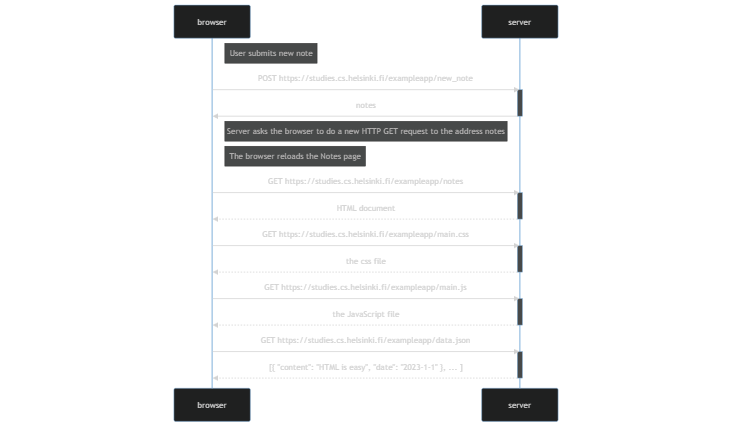 browser
server
User submits new note
POST https://studies.cs.helsinki.fi/exampleapp/new_note
notes
Server asks the browser to do a new HTTP GET request to the address notes
The browser reloads the Notes page
GET https://studies.cs.helsinki.fi/exampleapp/notes
HTML document
GET https://studies.cs.helsinki.fi/exampleapp/main.css
the css file
GET https://studies.cs.helsinki.fi/exampleapp/main.js
the JavaScript file
GET https://studies.cs.helsinki.fi/exampleapp/data.json
[{ "content": "HTML is easy", "date": "2023-1-1" }, ... ]
browser
server